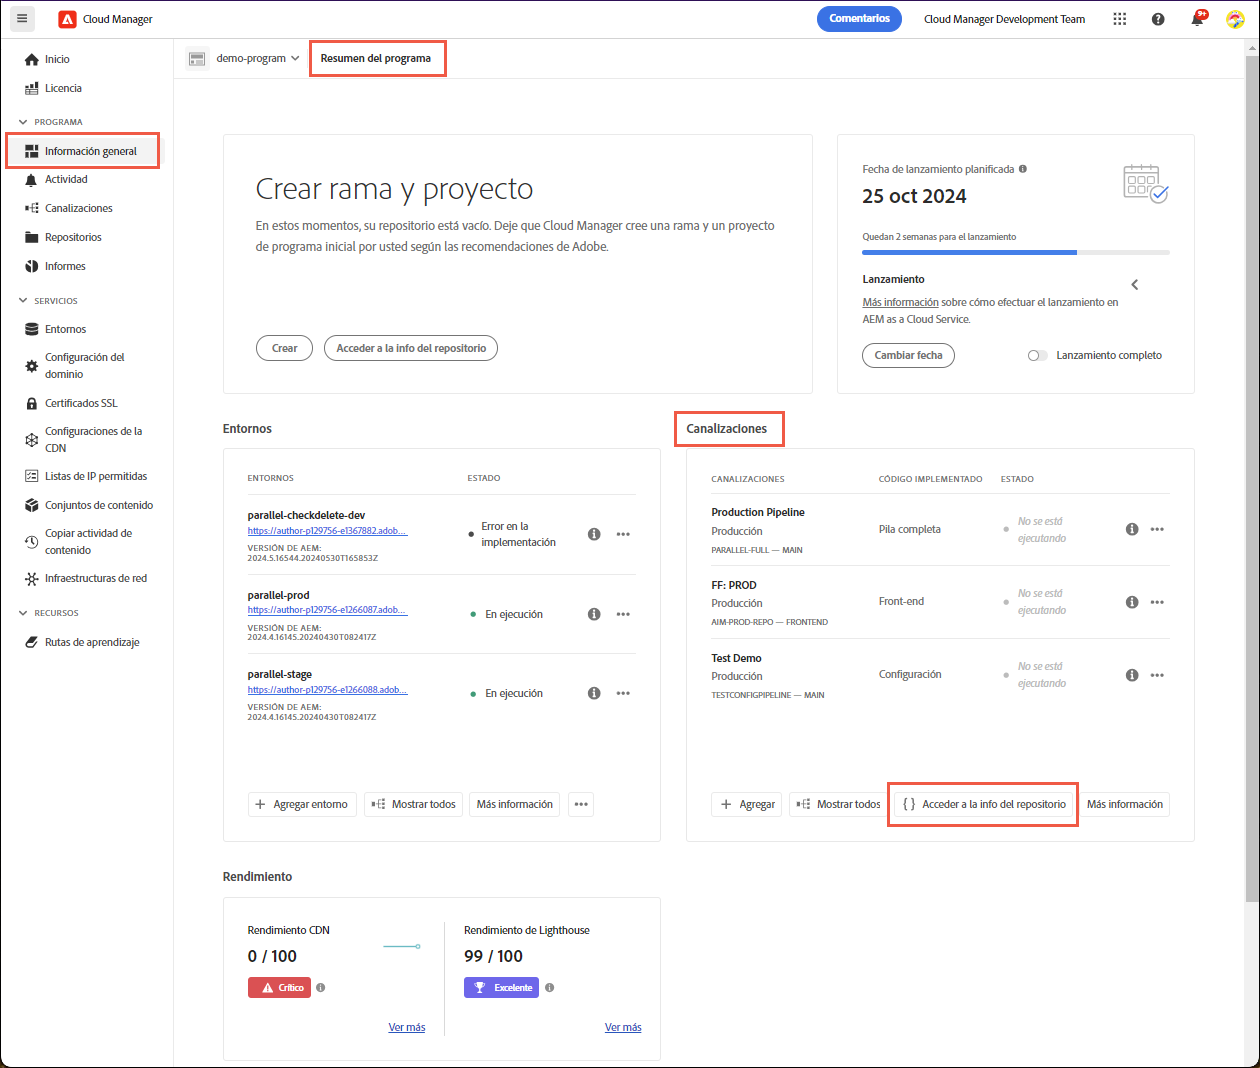 Cloud Manager
Comentarios
Cloud Manager Development Team
9+
Inicio
Licencia
PROGRAMA
Información general
Actividad
Canalizaciones
Repositorios
Informes
SERVICIOS
Entornos
Configuración del
dominio
Certificados SSL
Configuraciones de la
CDN
Listas de IP permitidas
Conjuntos de contenido
Copiar actividad de
contenido
Infraestructuras de red
RECURSOS
Rutas de aprendizaje
demo-program
Resumen del programa
Crear rama y proyecto
En estos momentos, su repositorio está vacío. Deje que Cloud Manager cree una rama y un proyecto
de programa inicial por usted según las recomendaciones de Adobe.
Crear
Acceder a la info del repositorio
Fecha de lanzamiento planificada
25 oct 2024
Quedan 2 semanas para el lanzamiento
Lanzamiento
Más información sobre cómo efectuar el lanzamiento en
AEM as a Cloud Service.
Cambiar fecha
Lanzamiento completo
Entornos
ENTORNOS ESTADO
parallel-checkdelete-dev
https://author-p129756-e1367882.adob...
VERSIÓN DE AEM:
2024.5.16544.20240530T165853Z
Error en la
implementación
parallel-prod
https://author-p129756-e1266087.adob...
VERSIÓN DE AEM:
2024.4.16145.20240430T082417Z
En ejecución
parallel-stage
https://author-p129756-e1266088.adob...
VERSIÓN DE AEM:
2024.4.16145.20240430T082417Z
En ejecución
Agregar entorno
Mostrar todos
Más información
Canalizaciones
CANALIZACIONES CÓDIGO IMPLEMENTADO ESTADO
Production Pipeline
Producción
PARALLEL-FULL — MAIN
Pila completa
No se está
ejecutando
FF: PROD
Producción
AIM-PROD-REPO — FRONTEND
Front-end
No se está
ejecutando
Test Demo
Producción
TESTCONFIGPIPELINE — MAIN
Configuración
No se está
ejecutando
Agregar
Mostrar todos
Acceder a la info del repositorio
Más información
Rendimiento
Rendimiento CDN
0 / 100
Crítico
Ver más
Rendimiento de Lighthouse
99 / 100
Excelente
Ver más